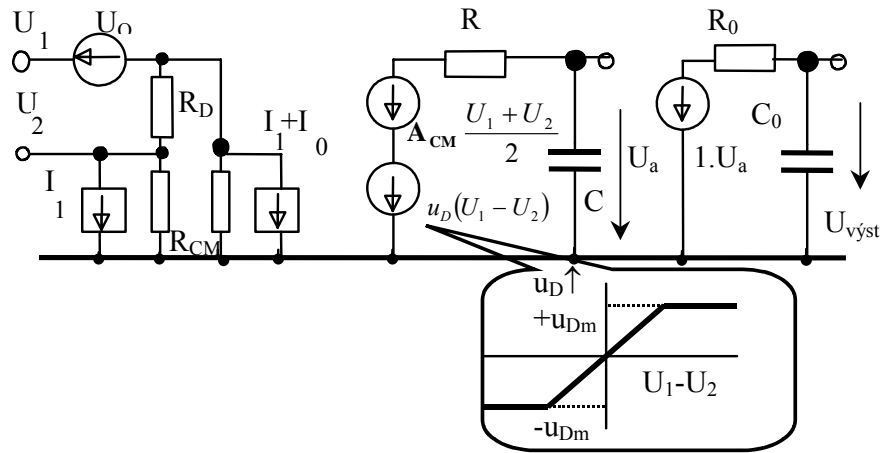 U1
UO
U2
RD
I1+I0
I1
RCM
R
ACM (U1 + U2)/2
uD(U1 − U2)
C
Ua
R0
C0
1.Ua
Uvýst
uD ↑
+uDm
U1-U2
-uDm